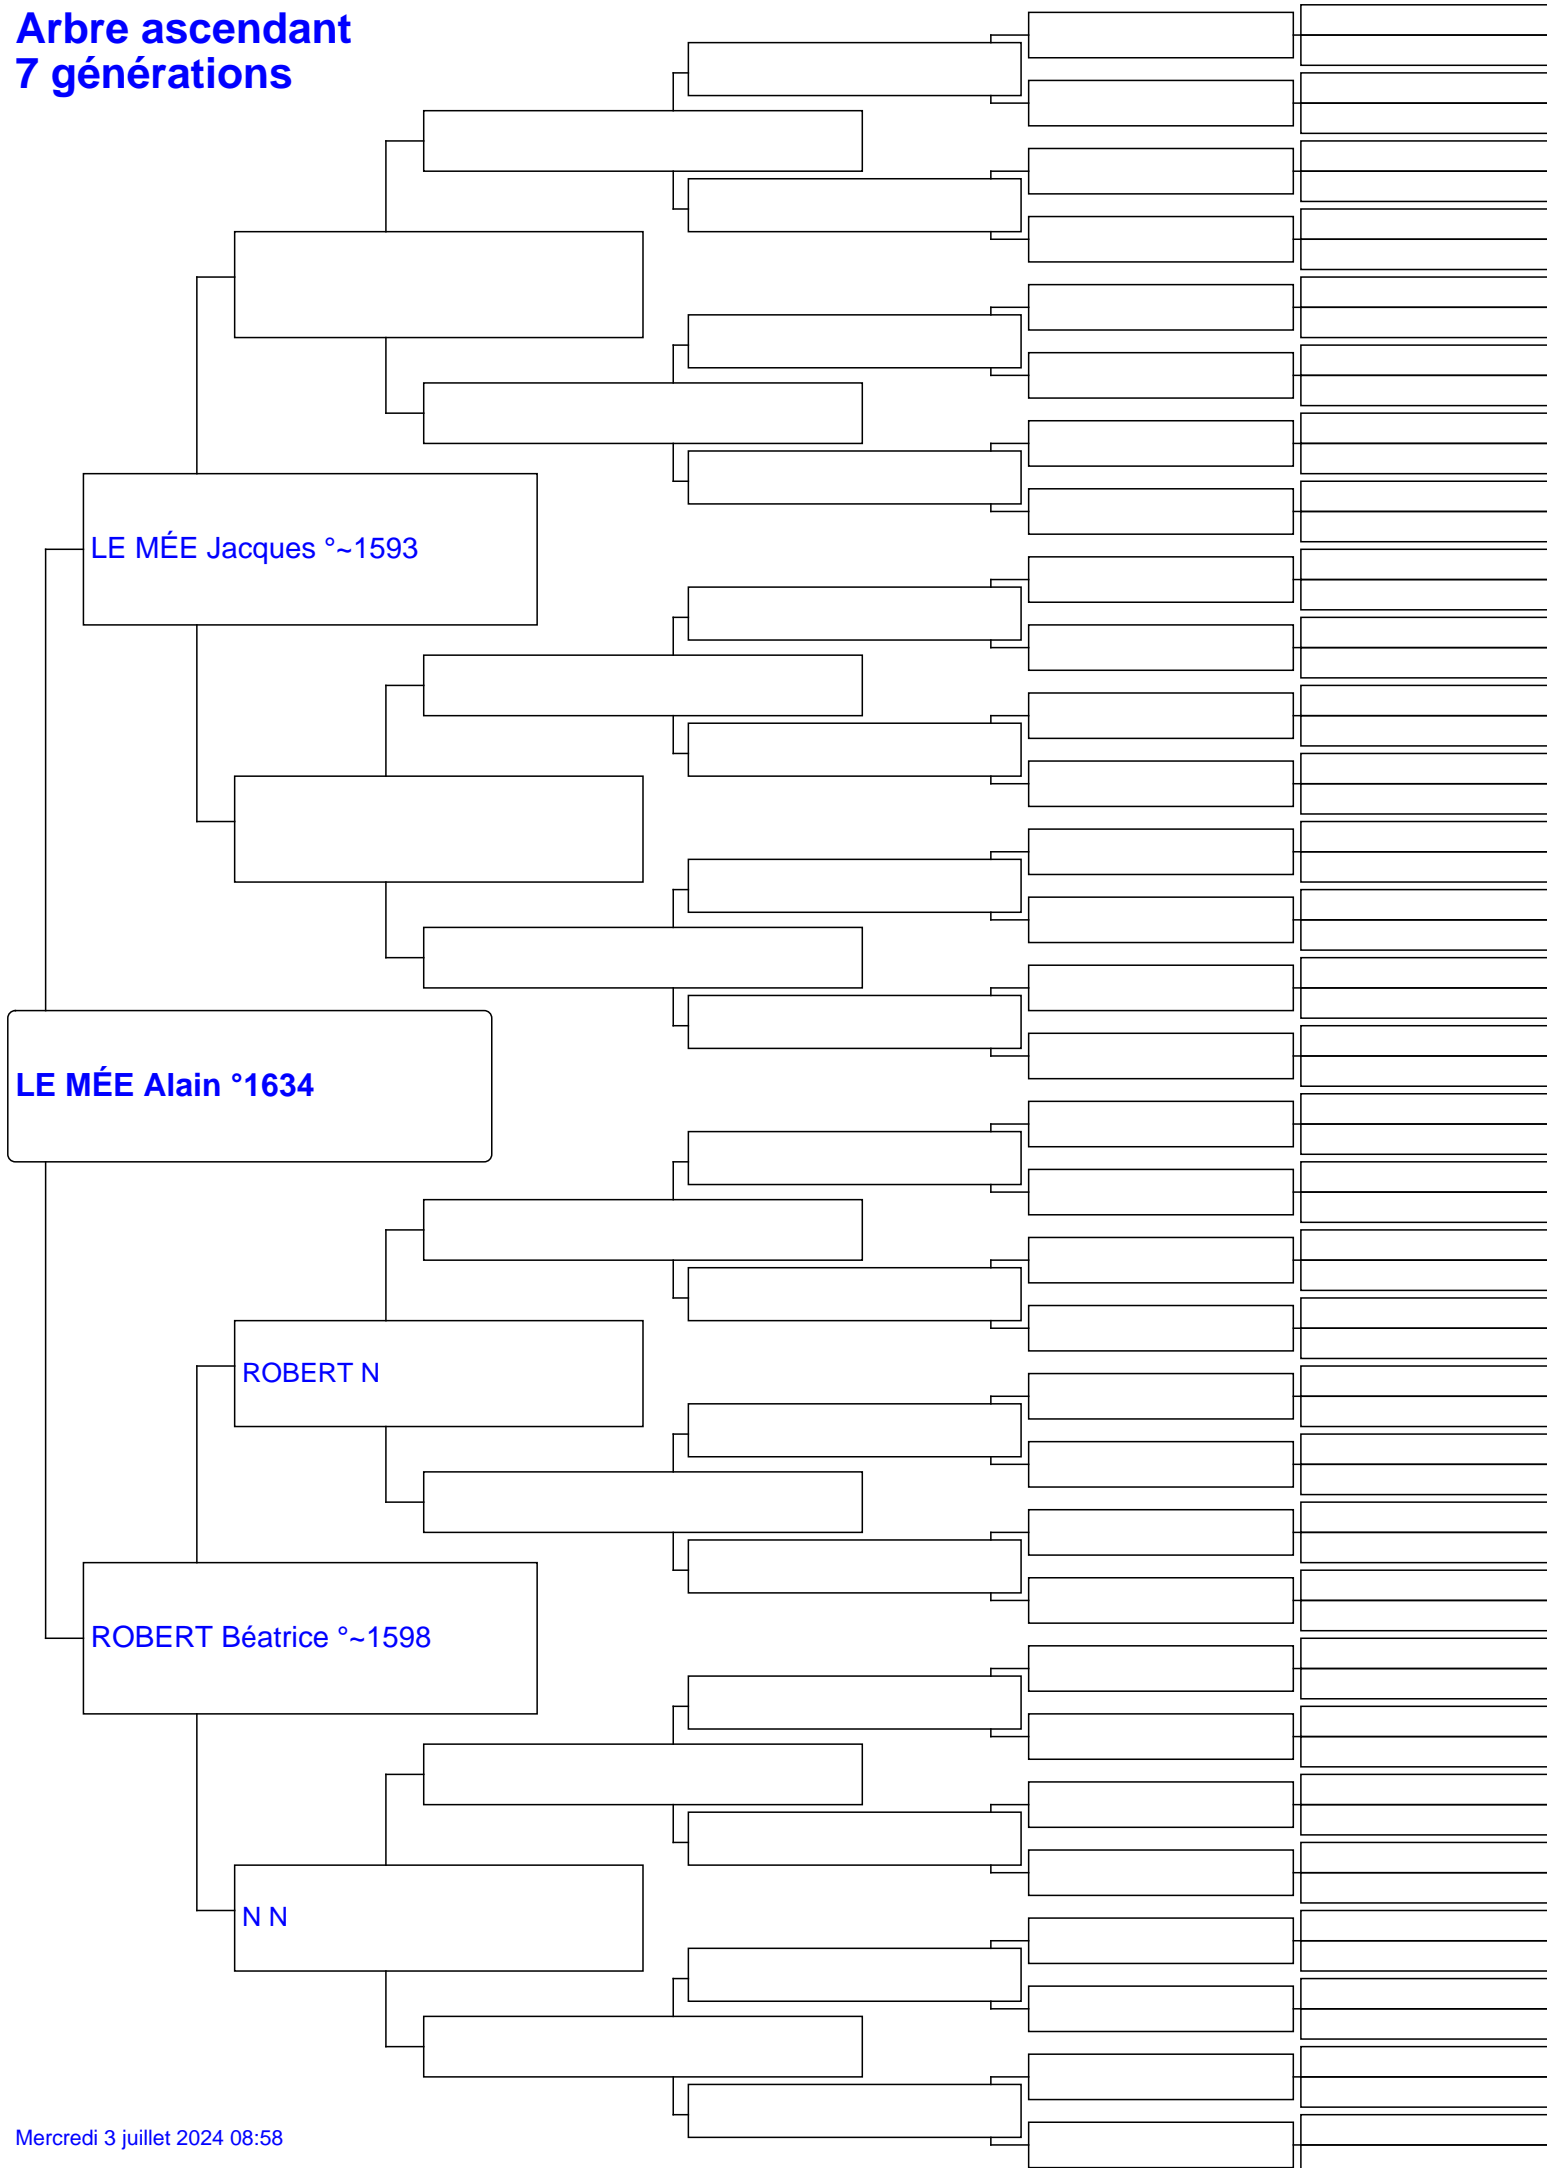 Arbre ascendant
7 générations
LE MÉE Jacques °~1593
LE MÉE Alain °1634
ROBERT N
ROBERT Béatrice °~1598
N N
Mercredi 3 juillet 2024 08:58